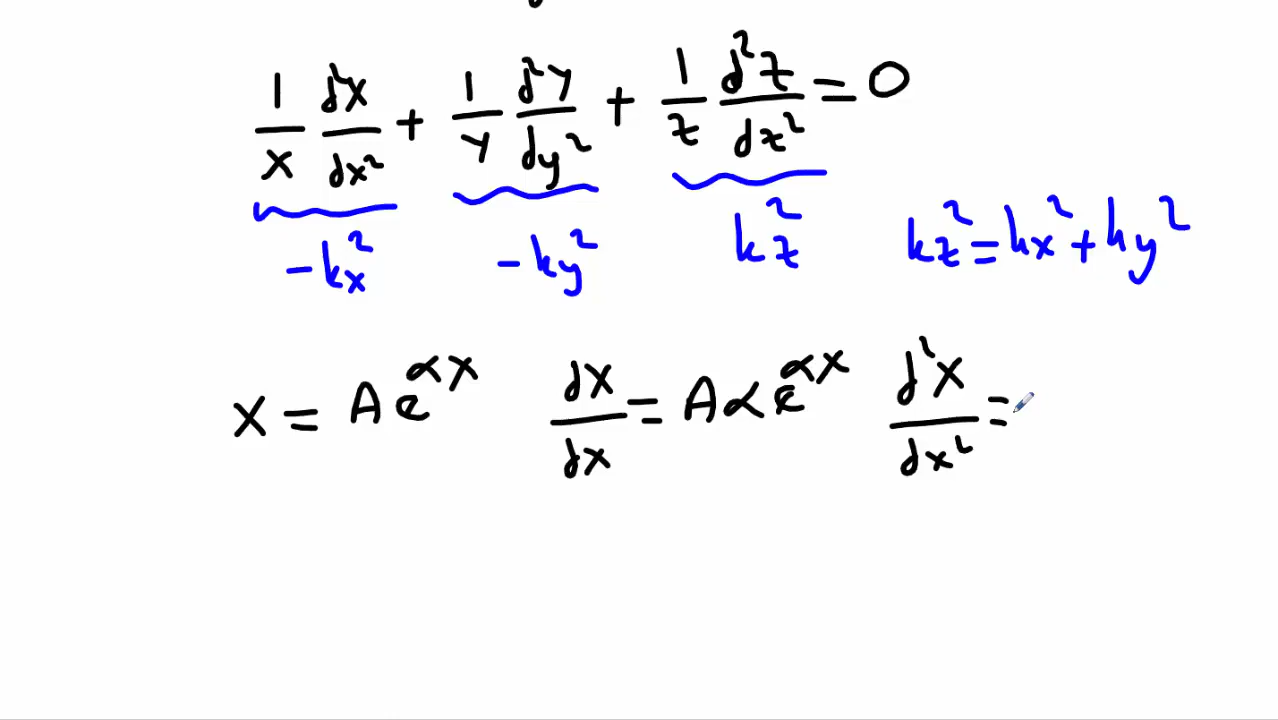 1/X d²X/dx² + 1/Y d²Y/dy² + 1/Z d²Z/dz² = 0
-kx² -ky² kz² kz² = kx² + ky²
X = Ae^αx dX/dx = Aαe^αx d²X/dx² =